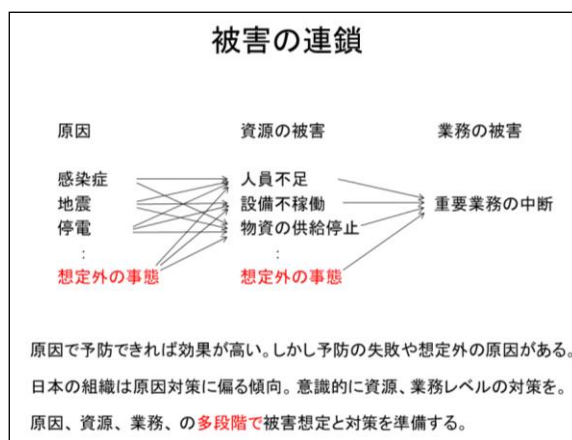 被害の連鎖
原因 資源の被害 業務の被害
感染症 人員不足
地震 設備不稼働 重要業務の中断
停電 物資の供給停止
: :
想定外の事態 想定外の事態
原因で予防できれば効果が高い。しかし予防の失敗や想定外の原因がある。
日本の組織は原因対策に偏る傾向。意識的に資源、業務レベルの対策を。
原因、資源、業務、の多段階で被害想定と対策を準備する。